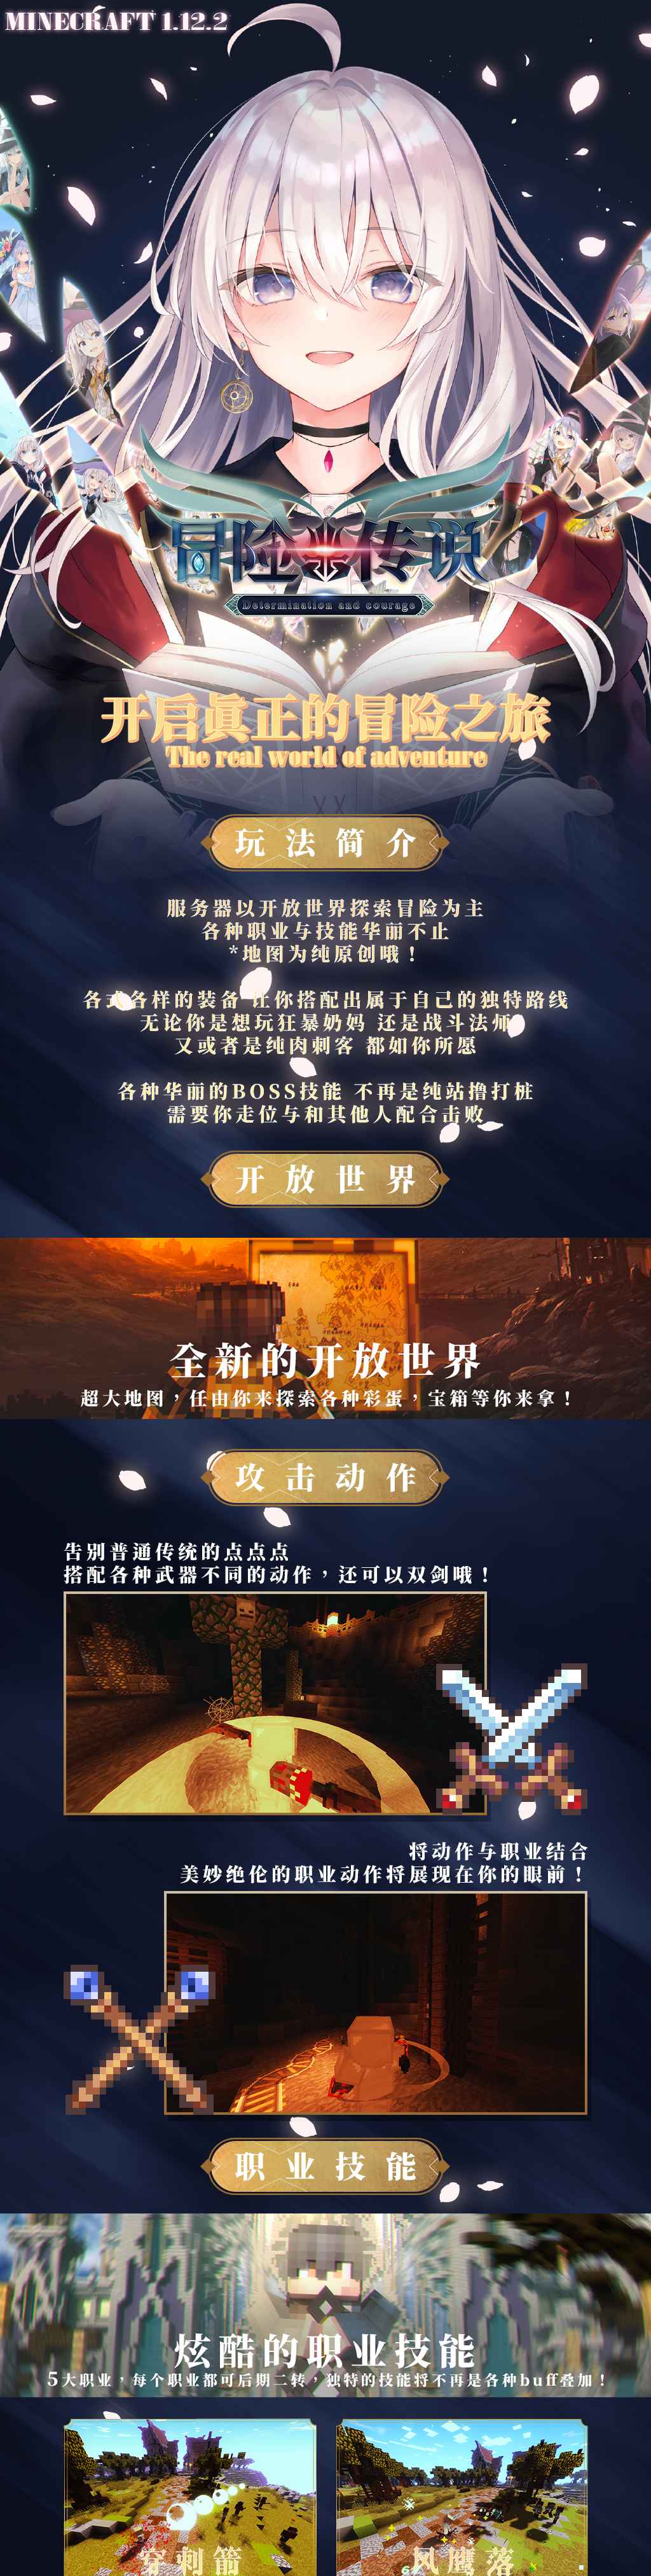 MINECRAFT 1.12.2
冒险传说
Determination and courage
开启真正的冒险之旅
The real world of adventure
玩法简介
服务器以开放世界探索冒险为主
各种职业与技能华丽不止
*地图为纯原创哦！
各式各样的装备 让你搭配出属于自己的独特路线
无论你是想玩狂暴奶妈 还是战斗法师
又或者是纯肉刺客 都如你所愿
各种华丽的BOSS技能 不再是纯站撸打桩
需要你走位与和其他人配合击败
开放世界
全新的开放世界
超大地图，任由你来探索各种彩蛋，宝箱等你来拿！
攻击动作
告别普通传统的点点点
搭配各种武器不同的动作，还可以双剑哦！
将动作与职业结合
美妙绝伦的职业动作将展现在你的眼前！
职业技能
炫酷的职业技能
5大职业，每个职业都可后期二转，独特的技能将不再是各种buff叠加！
穿刺箭
风鹰落